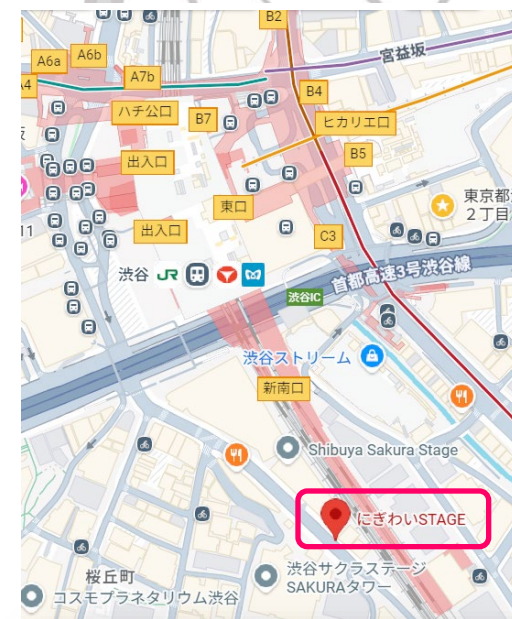 B2
A6a
A6b
宮益坂
A7b
B4
ハチ公口
B7
ヒカリエ口
出入口
B5
東口
東京都
2丁目
11
出入口
C3
渋谷 JR
首都高速3号渋谷線
渋谷IC
渋谷ストリーム
新南口
Shibuya Sakura Stage
にぎわいSTAGE
桜丘町
渋谷サクラステージ
SAKURAタワー
コスモプラネタリウム渋谷